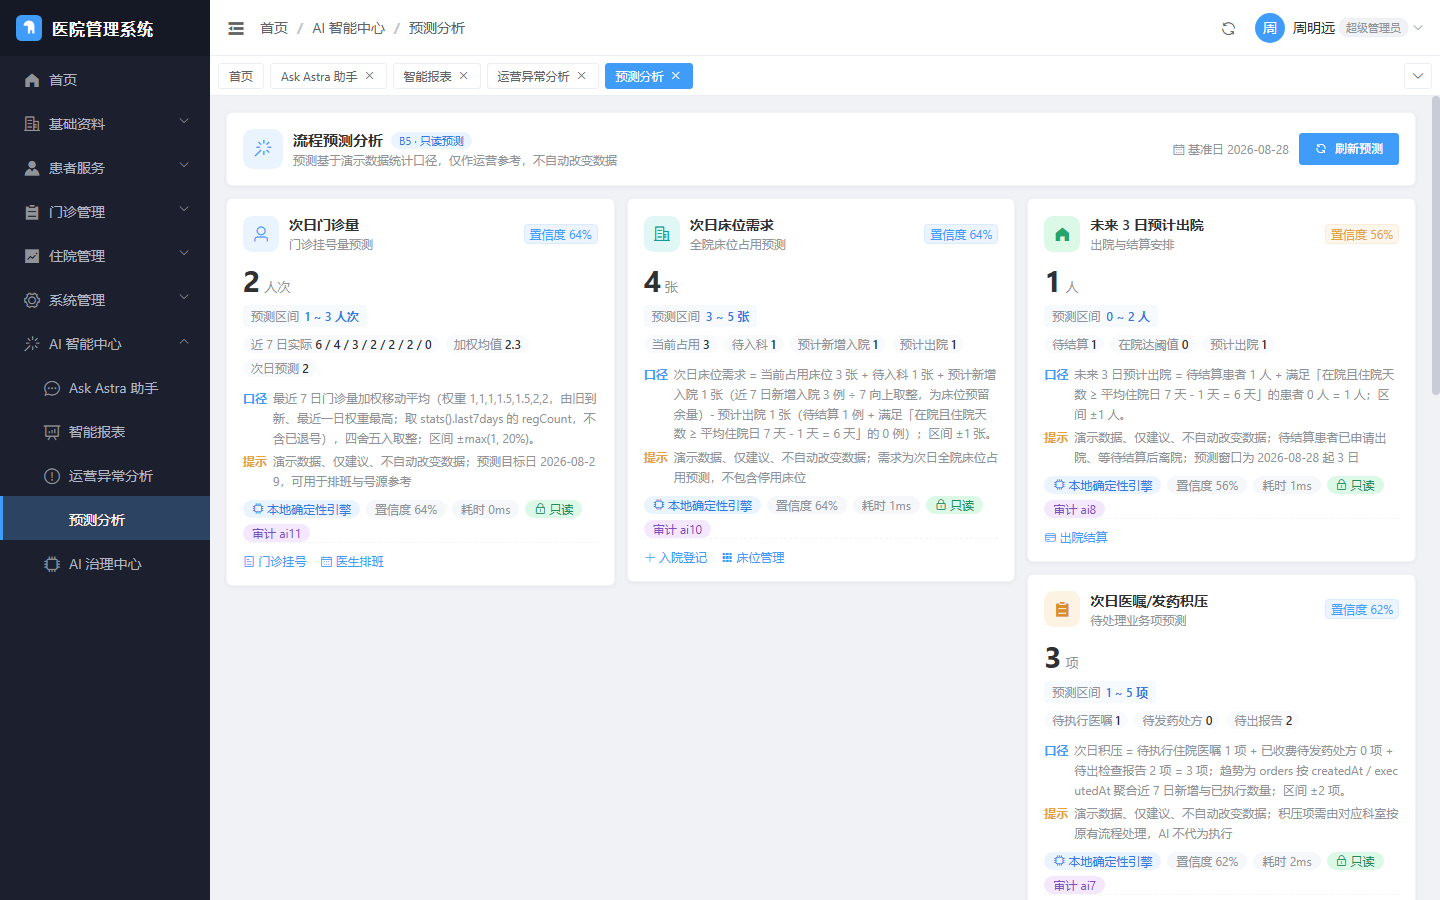 医院管理系统
首页
基础资料
患者服务
门诊管理
住院管理
系统管理
AI 智能中心
Ask Astra 助手
智能报表
运营异常分析
预测分析
AI 治理中心
首页 / AI 智能中心 / 预测分析
周 周明远 超级管理员
首页
Ask Astra 助手
智能报表
运营异常分析
预测分析
流程预测分析 B5 · 只读预测
预测基于演示数据统计口径，仅作运营参考，不自动改变数据
基准日 2026-08-28
刷新预测
次日门诊量
门诊挂号量预测
置信度 64%
2 人次
预测区间 1 ~ 3 人次
近 7 日实际 6 / 4 / 3 / 2 / 2 / 2 / 0 加权均值 2.3
次日预测 2
口径 最近 7 日门诊量加权移动平均（权重 1,1,1,1.5,1.5,2,2，由旧到
新、最近一日权重最高；取 stats().last7days 的 regCount，不
含已退号），四舍五入取整；区间 ±max(1, 20%)。
提示 演示数据、仅建议、不自动改变数据；预测目标日 2026-08-2
9，可用于排班与号源参考
本地确定性引擎 置信度 64% 耗时 0ms 只读
审计 ai11
门诊挂号 医生排班
次日床位需求
全院床位占用预测
置信度 64%
4 张
预测区间 3 ~ 5 张
当前占用 3 待入科 1 预计新增入院 1 预计出院 1
口径 次日床位需求 = 当前占用床位 3 张 + 待入科 1 张 + 预计新增
入院 1 张（近 7 日新增入院 3 例 ÷ 7 向上取整，为床位预留
余量）- 预计出院 1 张（待结算 1 例 + 满足「在院且住院天
数 ≥ 平均住院日 7 天 - 1 天 = 6 天」的 0 例）；区间 ±1 张。
提示 演示数据、仅建议、不自动改变数据；需求为次日全院床位占
用预测，不包含停用床位
本地确定性引擎 置信度 64% 耗时 1ms 只读
审计 ai10
入院登记 床位管理
未来 3 日预计出院
出院与结算安排
置信度 56%
1 人
预测区间 0 ~ 2 人
待结算 1 在院达阈值 0 预计出院 1
口径 未来 3 日预计出院 = 待结算患者 1 人 + 满足「在院且住院天
数 ≥ 平均住院日 7 天 - 1 天 = 6 天」的患者 0 人 = 1 人；区
间 ±1 人。
提示 演示数据、仅建议、不自动改变数据；待结算患者已申请出
院、等待结算后离院；预测窗口为 2026-08-28 起 3 日
本地确定性引擎 置信度 56% 耗时 1ms 只读
审计 ai8
出院结算
次日医嘱/发药积压
待处理业务项预测
置信度 62%
3 项
预测区间 1 ~ 5 项
待执行医嘱 1 待发药处方 0 待出报告 2
口径 次日积压 = 待执行住院医嘱 1 项 + 已收费待发药处方 0 项 +
待出检查报告 2 项 = 3 项；趋势为 orders 按 createdAt / exec
utedAt 聚合近 7 日新增与已执行数量；区间 ±2 项。
提示 演示数据、仅建议、不自动改变数据；积压项需由对应科室按
原有流程处理，AI 不代为执行
本地确定性引擎 置信度 62% 耗时 2ms 只读
审计 ai7